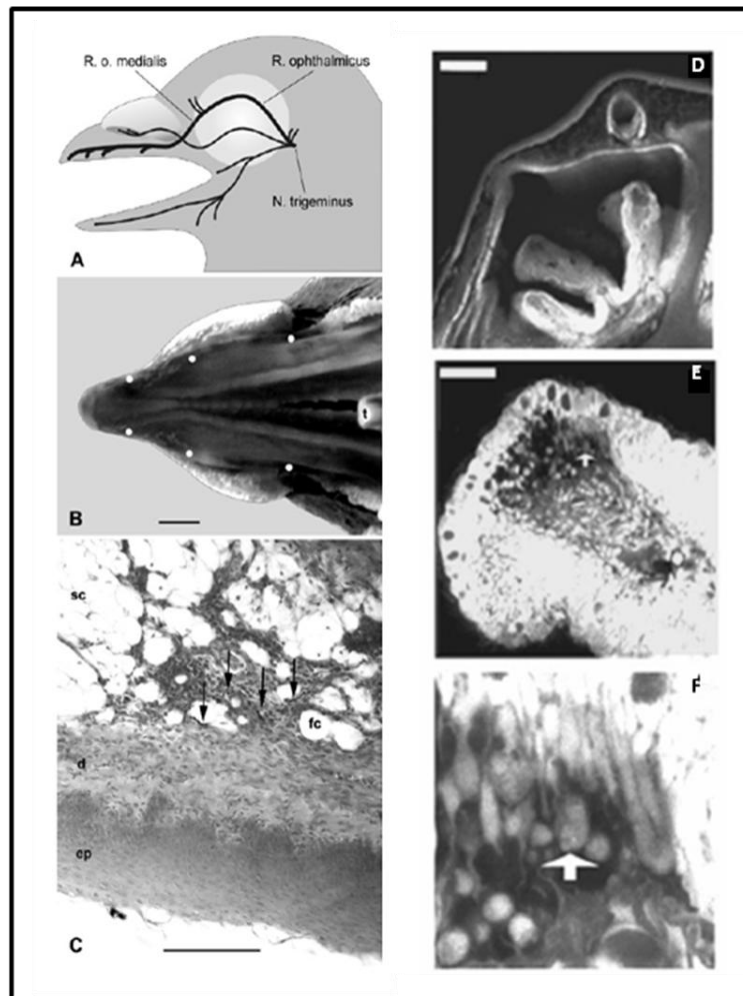 R. o. medialis
R. ophthalmicus
N. trigeminus
A
t
B
sc
fc
d
ep
C
D
E
F